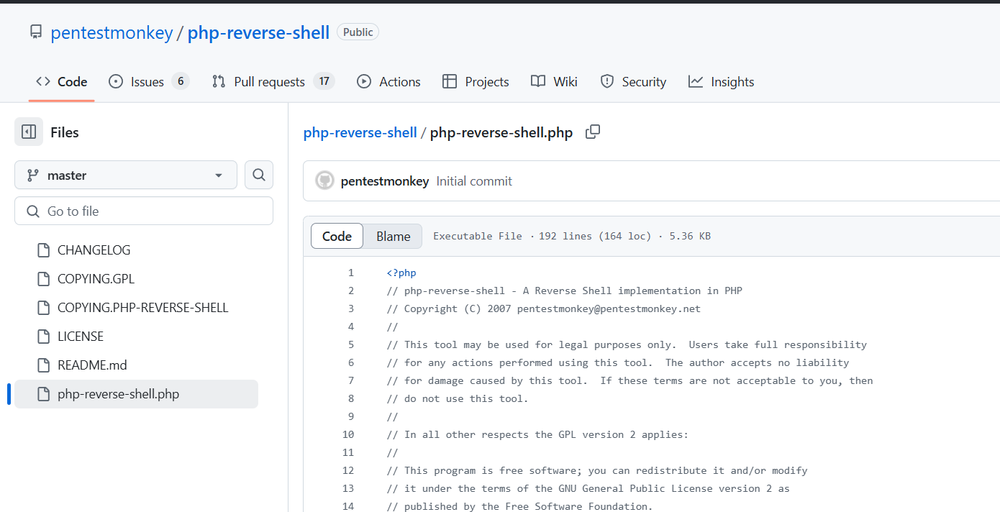 pentestmonkey / php-reverse-shell Public
Code Issues 6 Pull requests 17 Actions Projects Wiki Security Insights
Files
master
Go to file
CHANGELOG
COPYING.GPL
COPYING.PHP-REVERSE-SHELL
LICENSE
README.md
php-reverse-shell.php
php-reverse-shell / php-reverse-shell.php
pentestmonkey Initial commit
Code Blame Executable File · 192 lines (164 loc) · 5.36 KB
1 <?php
2 // php-reverse-shell - A Reverse Shell implementation in PHP
3 // Copyright (C) 2007 pentestmonkey@pentestmonkey.net
4 //
5 // This tool may be used for legal purposes only.  Users take full responsibility
6 // for any actions performed using this tool.  The author accepts no liability
7 // for damage caused by this tool.  If these terms are not acceptable to you, then
8 // do not use this tool.
9 //
10 // In all other respects the GPL version 2 applies:
11 //
12 // This program is free software; you can redistribute it and/or modify
13 // it under the terms of the GNU General Public License version 2 as
14 // published by the Free Software Foundation.